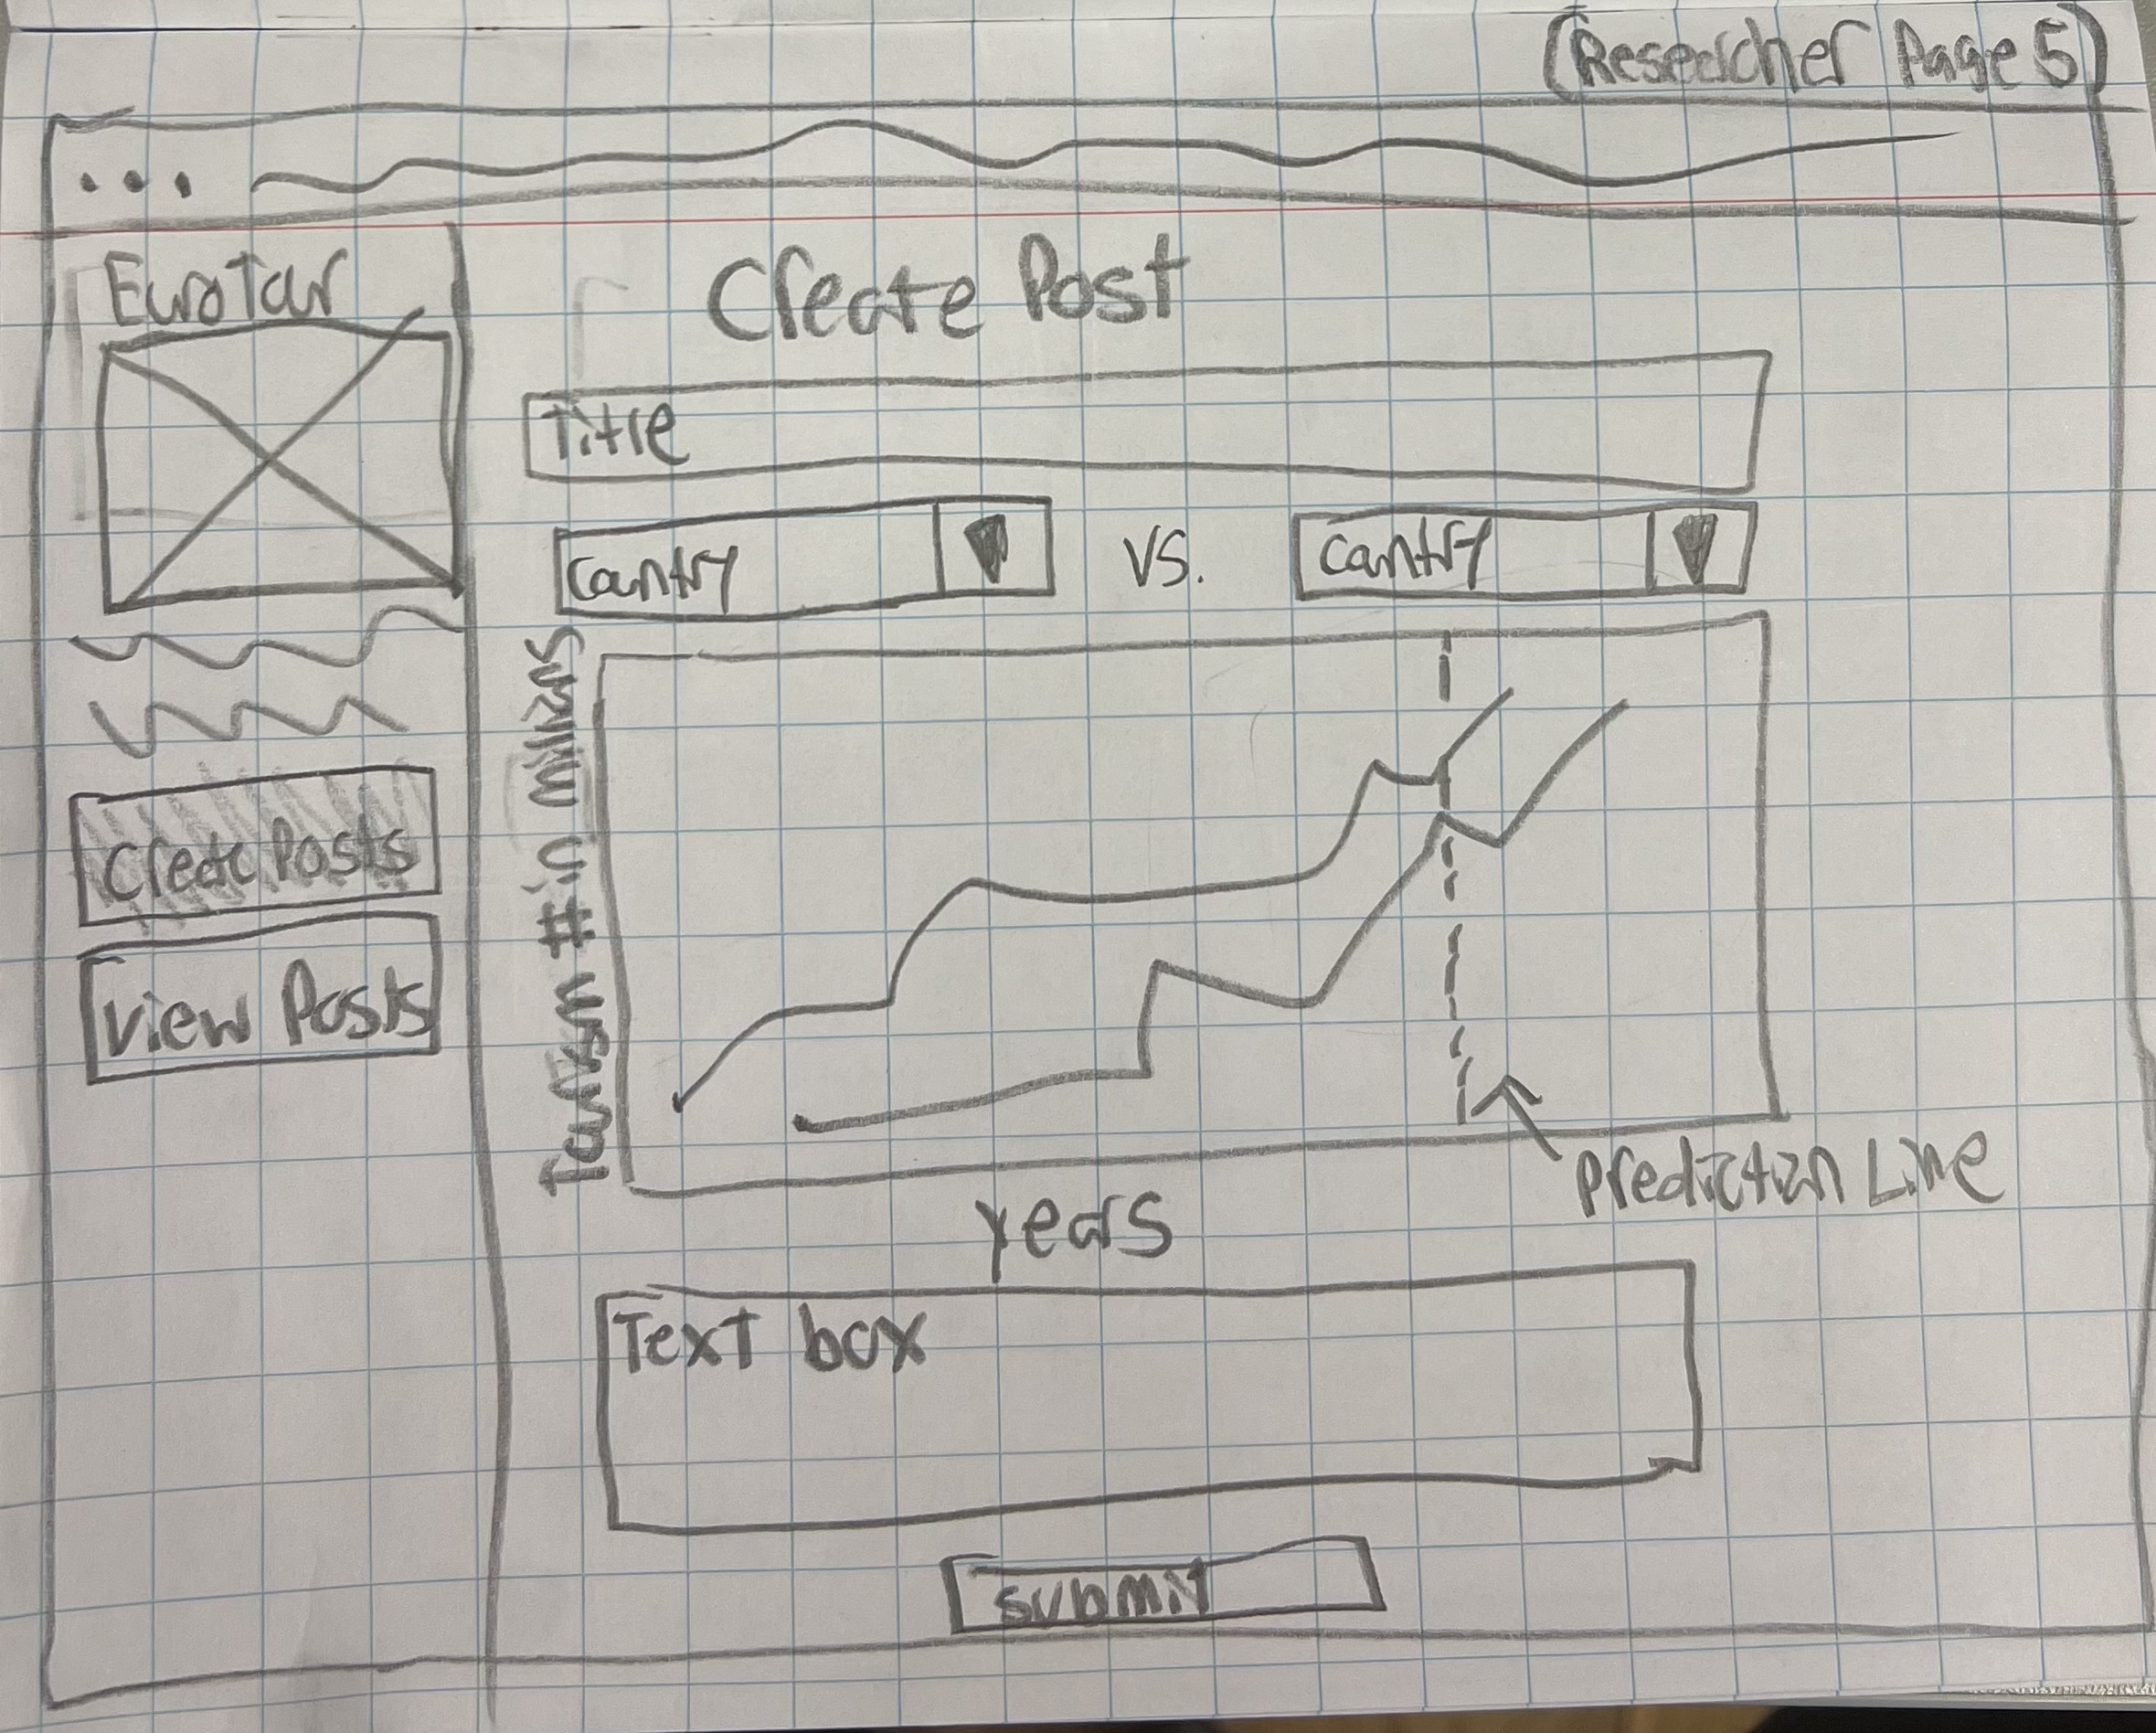 (Researcher Page 5)
EuroTour
Create Post
Title
Country
vs.
Country
Tourism # in millions
Create Posts
View Posts
Prediction Line
years
Text box
submit